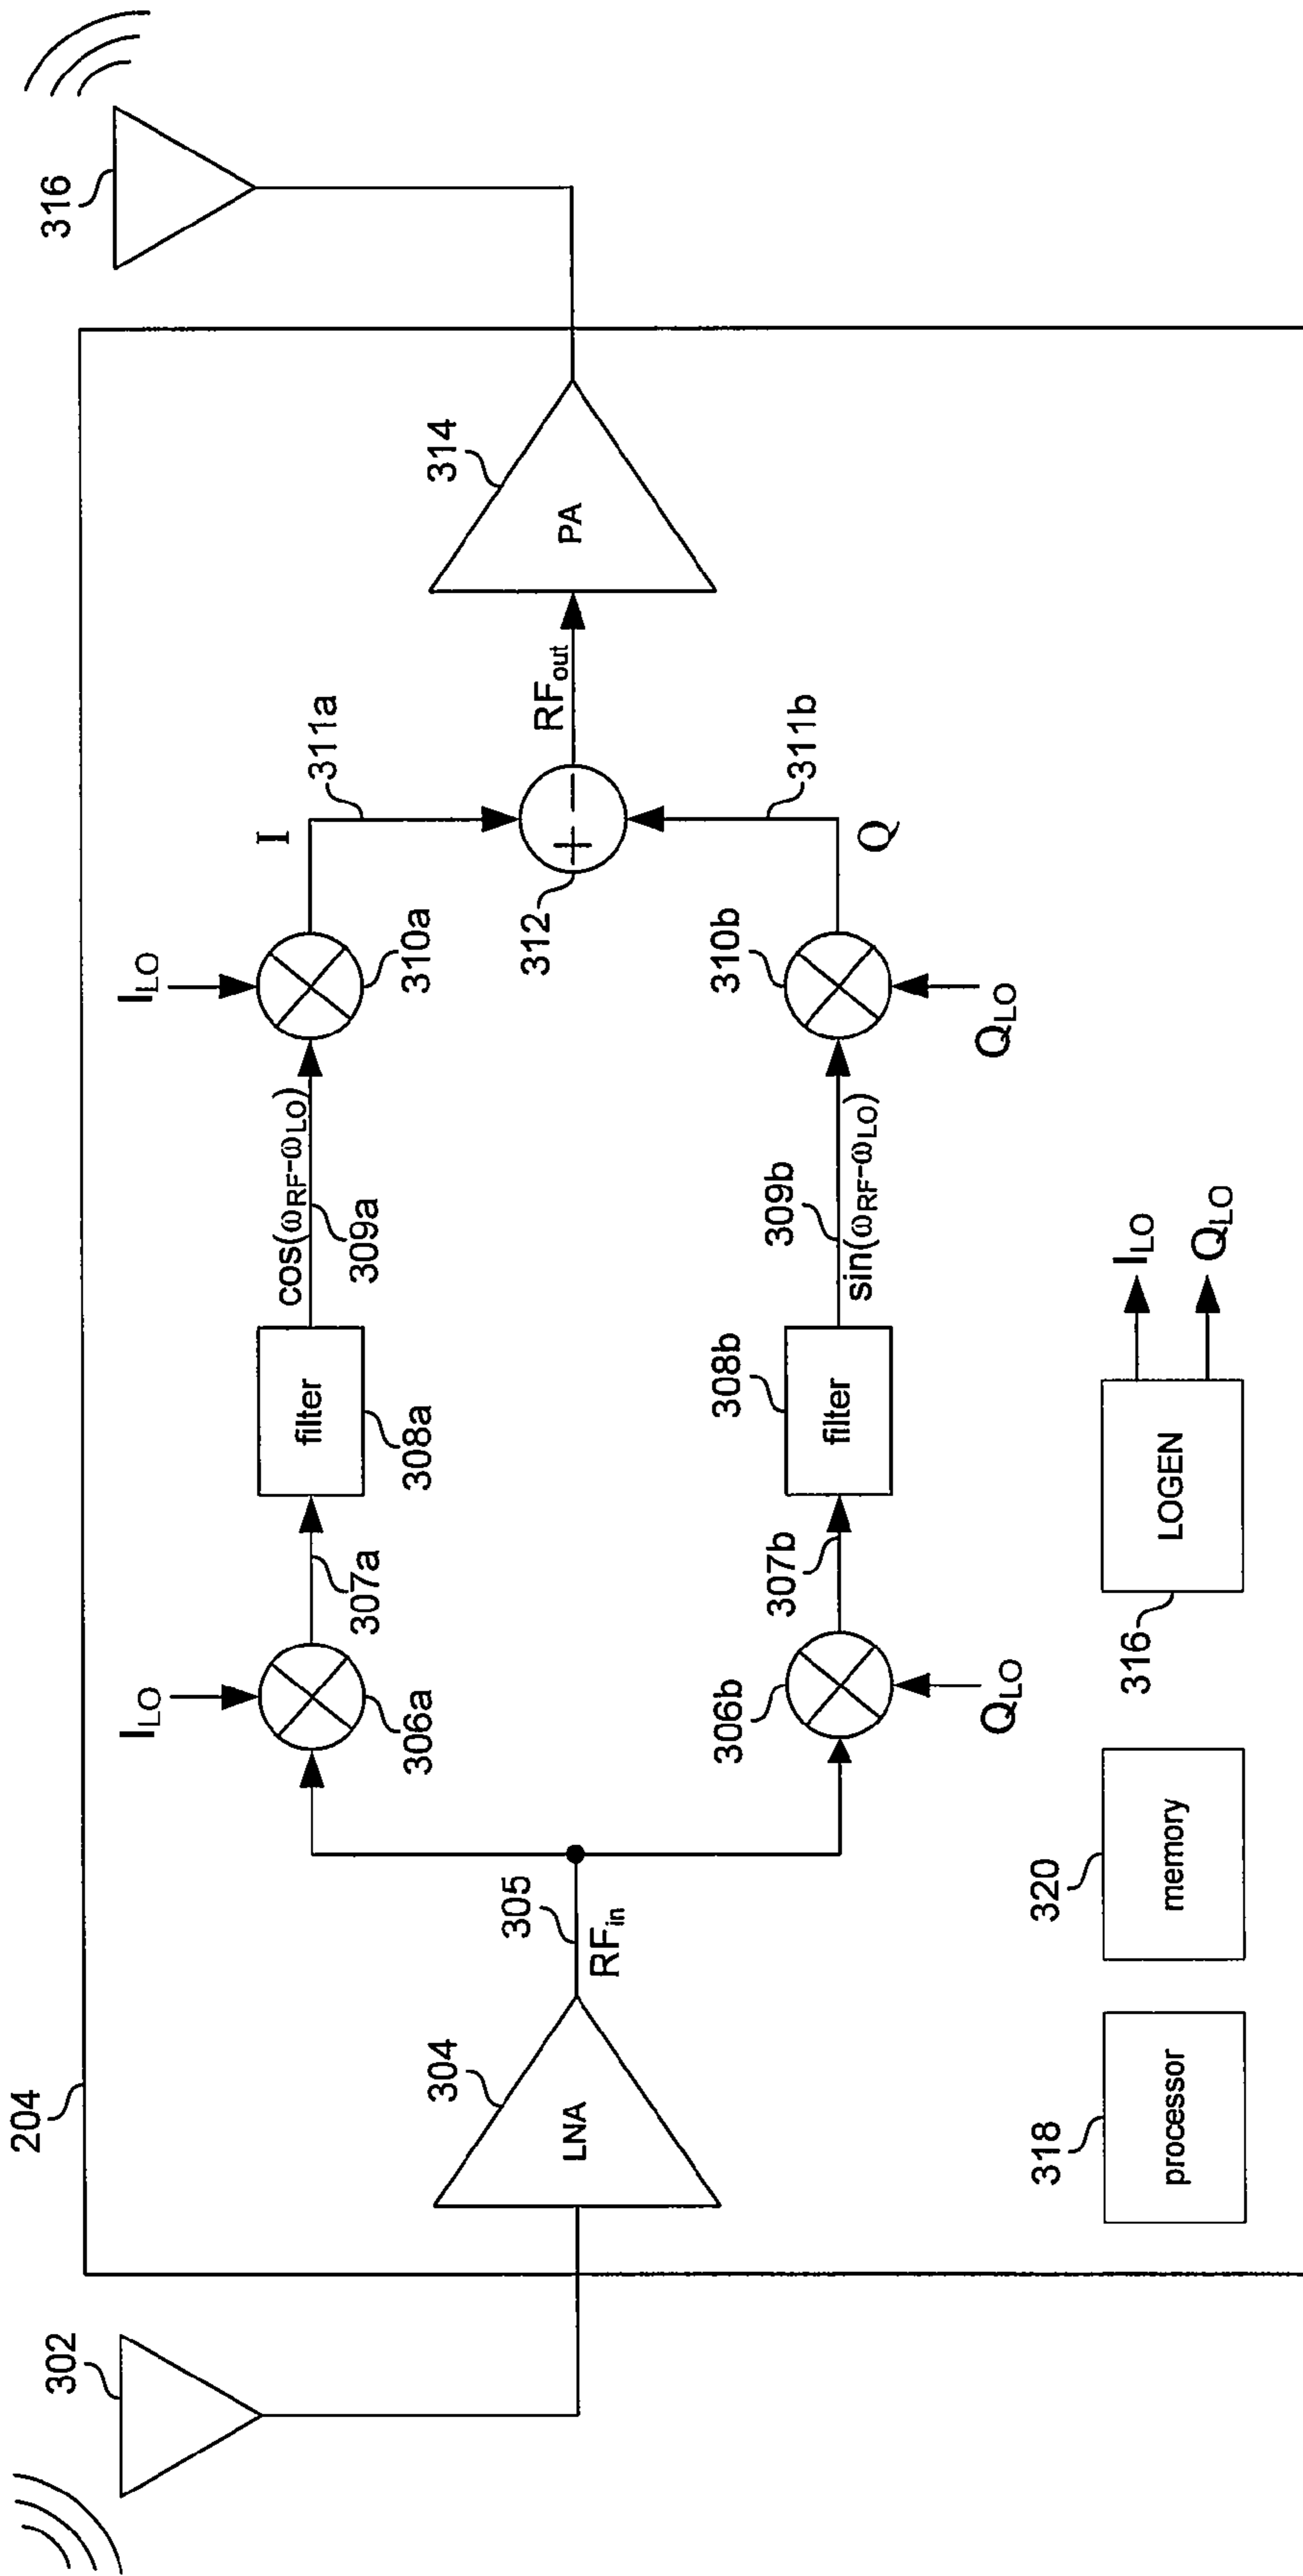 204
302
316
304
LNA
305
RFin
ILO
306a
307a
filter
308a
cos(ωRF-ωLO)
309a
ILO
310a
I
311a
312
+
−
RFout
314
PA
306b
QLO
307b
308b
filter
309b
sin(ωRF-ωLO)
310b
QLO
Q
311b
318
processor
320
memory
316
LOGEN
ILO
QLO